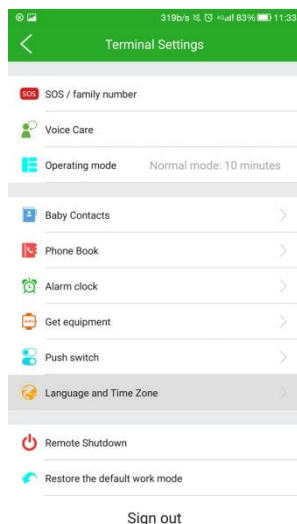 319b/s 4G 83% 11:33
Terminal Settings
SOS SOS / family number
Voice Care
Operating mode Normal mode: 10 minutes
Baby Contacts
Phone Book
Alarm clock
Get equipment
Push switch
Language and Time Zone
Remote Shutdown
Restore the default work mode
Sign out